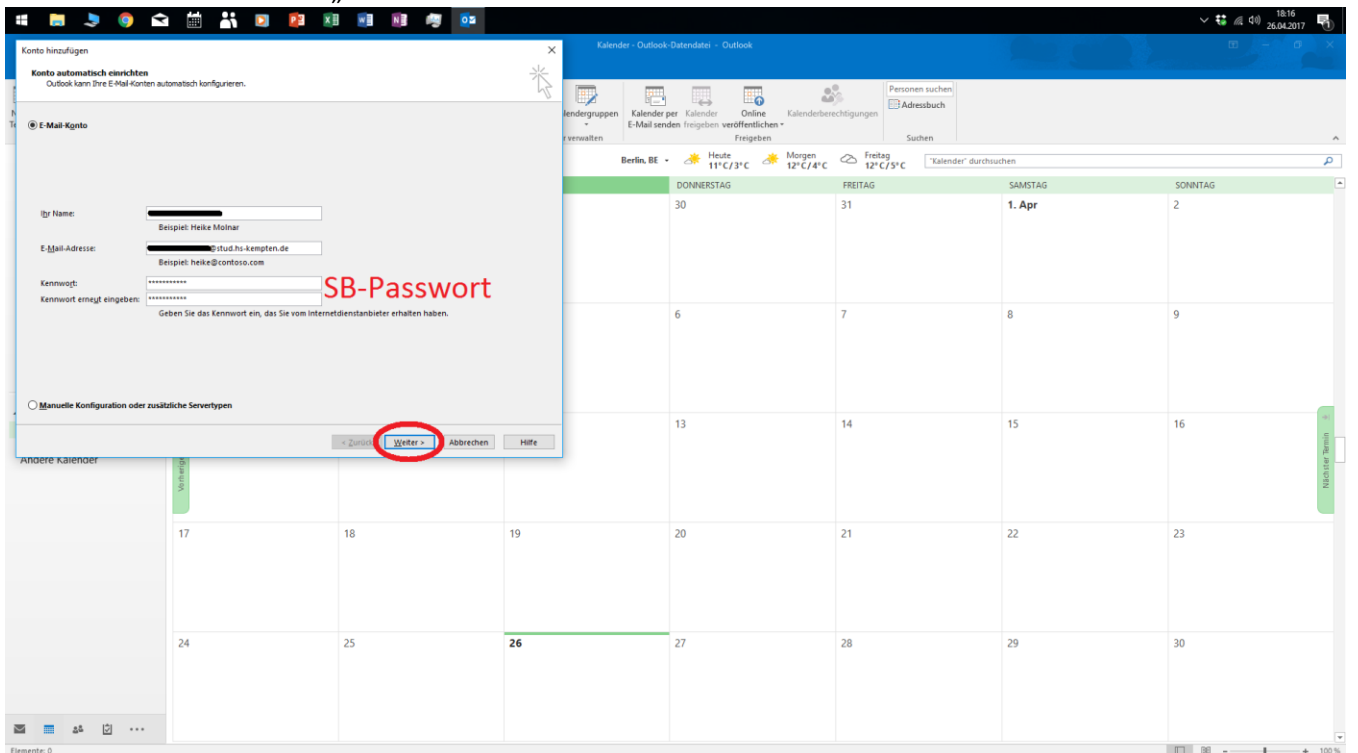 „
18:16
26.04.2017
Kalender - Outlook-Datendatei - Outlook
Konto hinzufügen
Konto automatisch einrichten
Outlook kann Ihre E-Mail-Konten automatisch konfigurieren.
E-Mail-Konto
Ihr Name:
Beispiel: Heike Molnar
E-Mail-Adresse:
@stud.hs-kempten.de
Beispiel: heike@contoso.com
Kennwort:
***********
SB-Passwort
Kennwort erneut eingeben:
***********
Geben Sie das Kennwort ein, das Sie vom Internetdienstanbieter erhalten haben.
Manuelle Konfiguration oder zusätzliche Servertypen
< Zurück
Weiter >
Abbrechen
Hilfe
lendergruppen
Kalender per
E-Mail senden
Kalender
freigeben
Online
veröffentlichen
Kalenderberechtigungen
Personen suchen
Adressbuch
verwalten
Freigeben
Suchen
Berlin, BE
Heute
11°C/3°C
Morgen
12°C/4°C
Freitag
12°C/5°C
"Kalender" durchsuchen
DONNERSTAG
FREITAG
SAMSTAG
SONNTAG
30
31
1. Apr
2
6
7
8
9
13
14
15
16
Andere Kalender
Vorherige
Nächster Termin
17
18
19
20
21
22
23
24
25
26
27
28
29
30
Elemente: 0
100 %